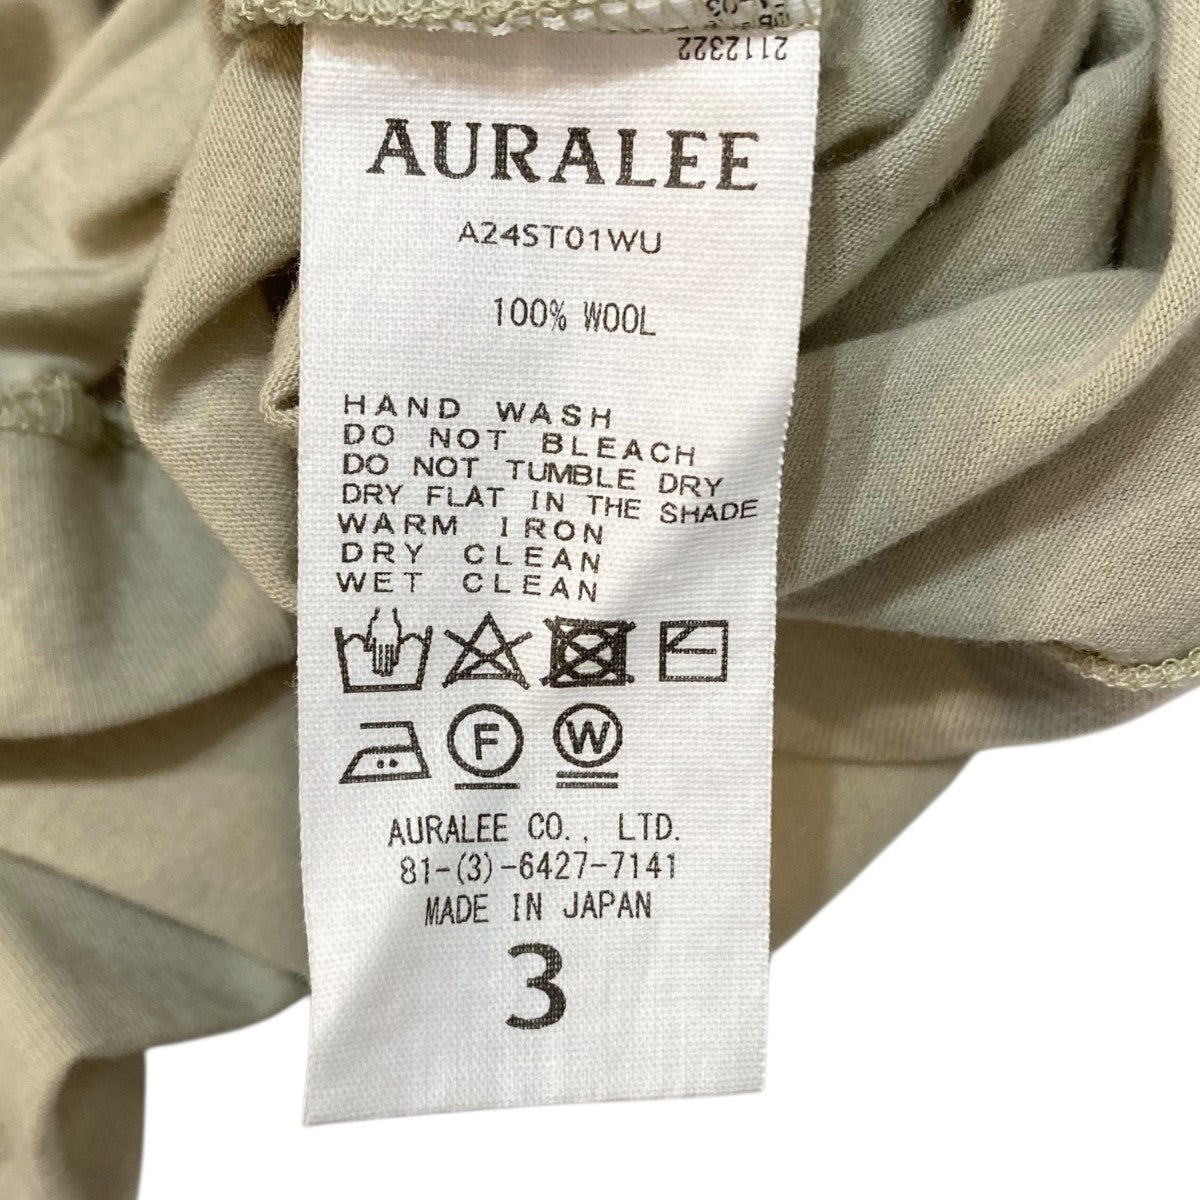 2112322
AURALEE
A24ST01WU
100% WOOL
HAND WASH
DO NOT BLEACH
DO NOT TUMBLE DRY
DRY FLAT IN THE SHADE
WARM IRON
DRY CLEAN
WET CLEAN
F W
AURALEE CO., LTD.
81-(3)-6427-7141
MADE IN JAPAN
3